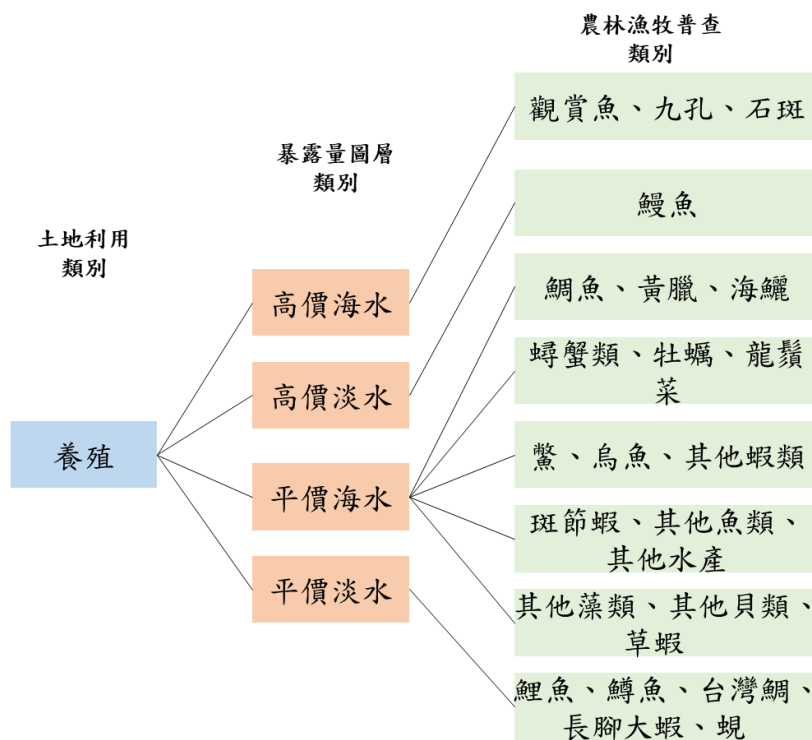 農林漁牧普查
類別
暴露量圖層
類別
土地利用
類別
養殖
高價海水
高價淡水
平價海水
平價淡水
觀賞魚、九孔、石斑
鰻魚
鯛魚、黃臘、海鱺
蟳蟹類、牡蠣、龍鬚
菜
鱉、烏魚、其他蝦類
斑節蝦、其他魚類、
其他水產
其他藻類、其他貝類、
草蝦
鯉魚、鱒魚、台灣鯛、
長腳大蝦、蜆